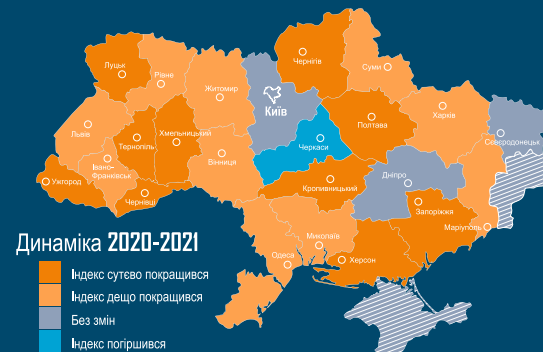 Луцьк
Рівне
Житомир
Київ
Чернігів
Суми
Львів
Тернопіль
Хмельницький
Вінниця
Черкаси
Полтава
Харків
Сєвєродонецьк
Івано-
Франківськ
Ужгород
Чернівці
Кропивницький
Дніпро
Запоріжжя
Маріуполь
Миколаїв
Одеса
Херсон
Динаміка 2020-2021
Індекс сутєво покращився
Індекс дещо покращився
Без змін
Індекс погіршився